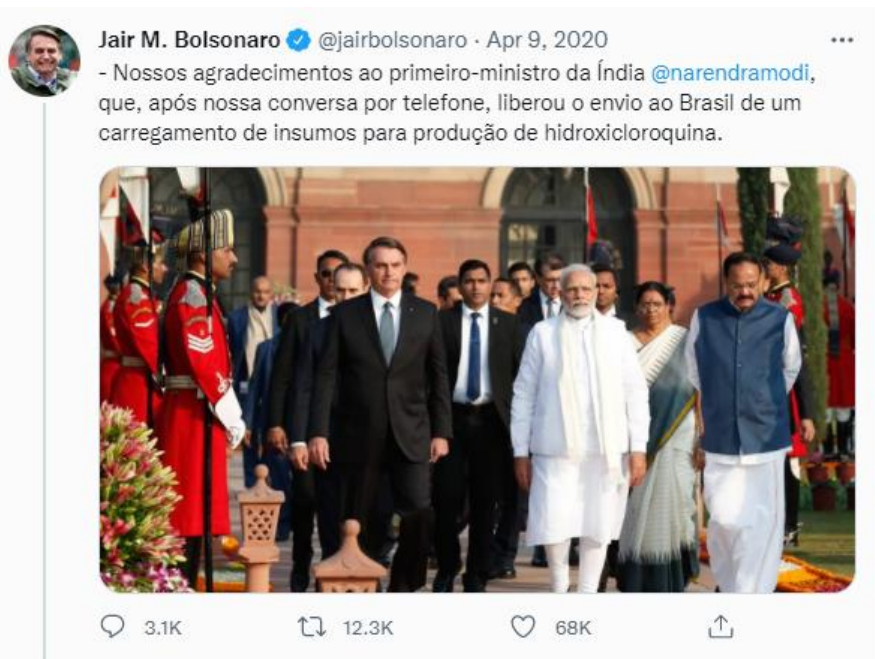 Jair M. Bolsonaro @jairbolsonaro · Apr 9, 2020
- Nossos agradecimentos ao primeiro-ministro da Índia @narendramodi,
que, após nossa conversa por telefone, liberou o envio ao Brasil de um
carregamento de insumos para produção de hidroxicloroquina.
3.1K 12.3K 68K